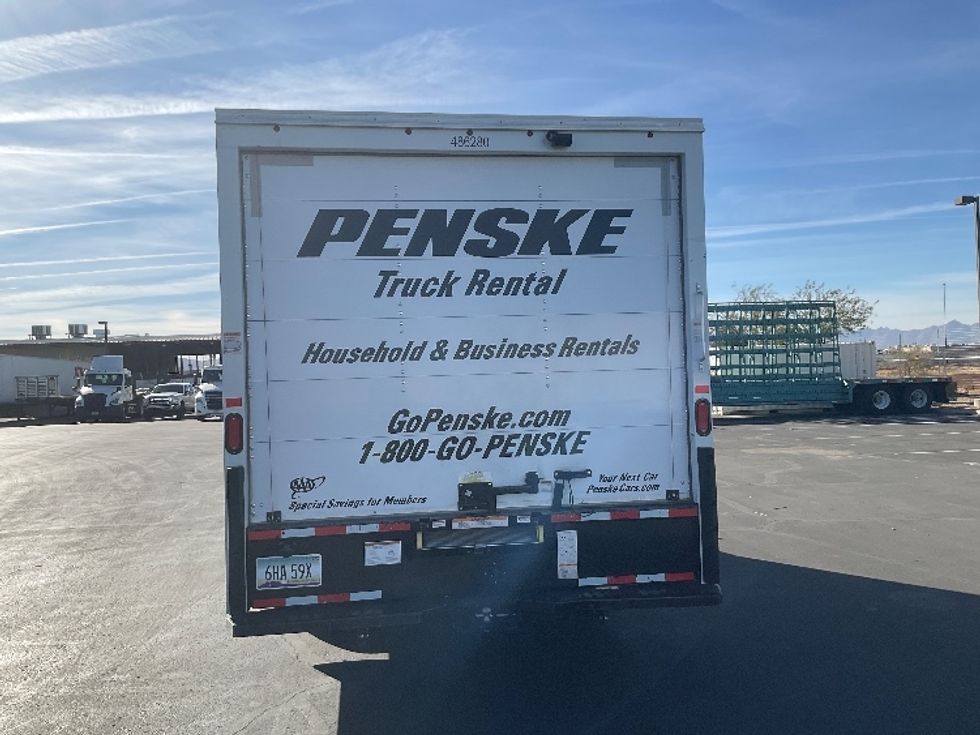 486280
PENSKE
Truck Rental
Household & Business Rentals
GoPenske.com
1-800-GO-PENSKE
AAA
Special Savings for Members
Your Next Car
PenskeCars.com
6HA 59X